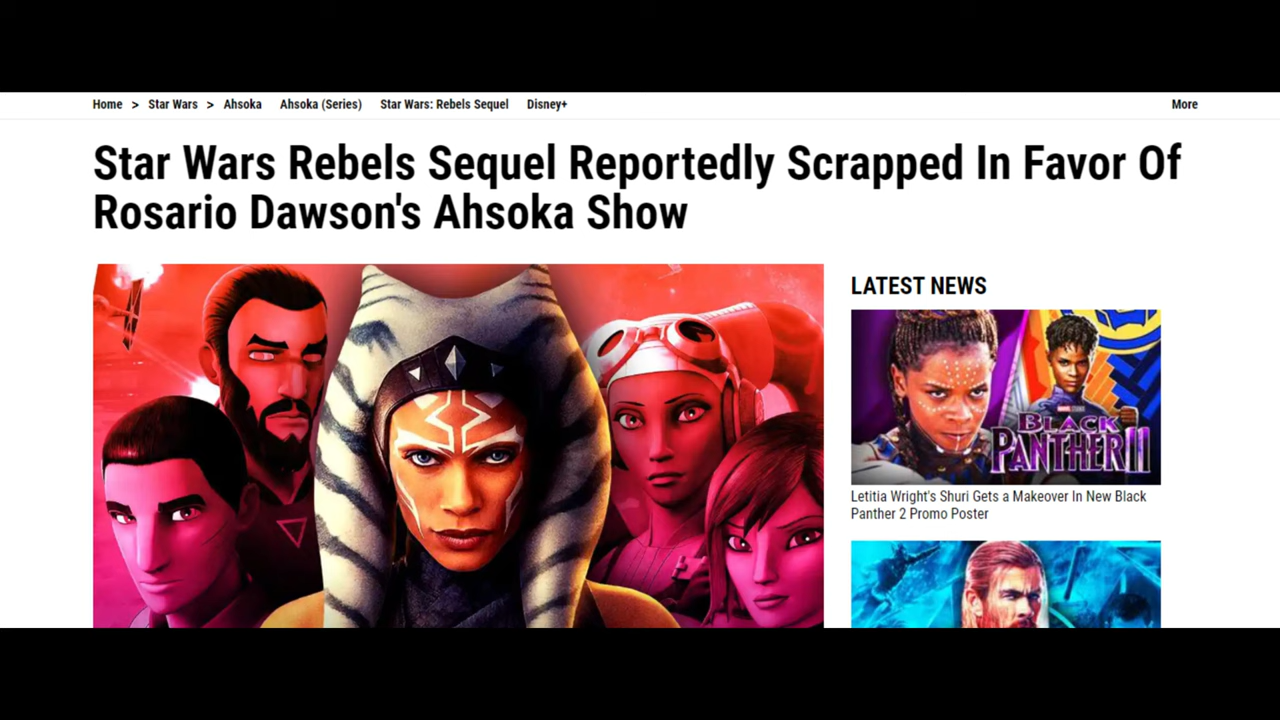 Home > Star Wars > Ahsoka Ahsoka (Series) Star Wars: Rebels Sequel Disney+ More
Star Wars Rebels Sequel Reportedly Scrapped In Favor Of
Rosario Dawson's Ahsoka Show
LATEST NEWS
MARVEL STUDIOS
BLACK
PANTHER II
Letitia Wright's Shuri Gets a Makeover In New Black
Panther 2 Promo Poster